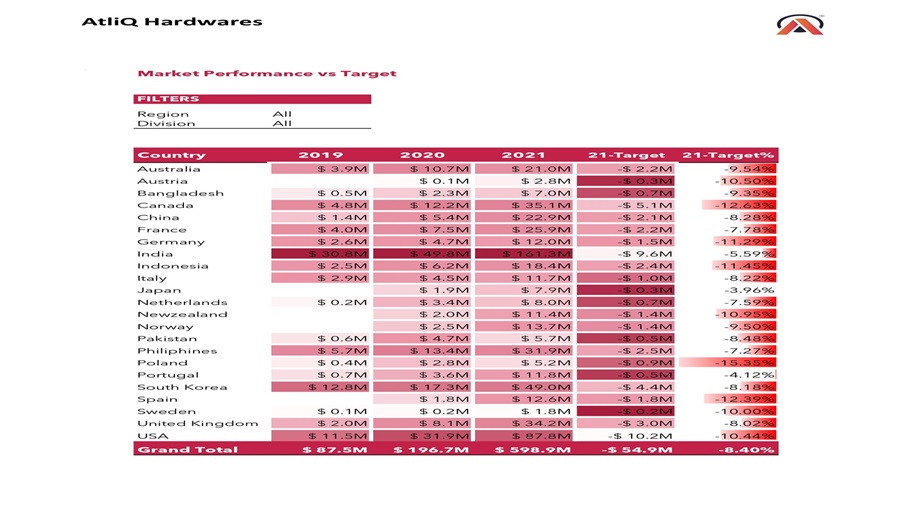 AtliQ Hardwares
Market Performance vs Target
FILTERS
Region All
Division All
Country 2019 2020 2021 21-Target 21-Target%
Australia $ 3.9M $ 10.7M $ 21.0M -$ 2.2M -9.54%
Austria $ 0.1M $ 2.8M -$ 0.3M -10.50%
Bangladesh $ 0.5M $ 2.3M $ 7.0M -$ 0.7M -9.35%
Canada $ 4.8M $ 12.2M $ 35.1M -$ 5.1M -12.63%
China $ 1.4M $ 5.4M $ 22.9M -$ 2.1M -8.28%
France $ 4.0M $ 7.5M $ 25.9M -$ 2.2M -7.78%
Germany $ 2.6M $ 4.7M $ 12.0M -$ 1.5M -11.29%
India $ 30.8M $ 49.8M $ 161.3M -$ 9.6M -5.59%
Indonesia $ 2.5M $ 6.2M $ 18.4M -$ 2.4M -11.45%
Italy $ 2.9M $ 4.5M $ 11.7M -$ 1.0M -8.22%
Japan $ 1.9M $ 7.9M -$ 0.3M -3.96%
Netherlands $ 0.2M $ 3.4M $ 8.0M -$ 0.7M -7.59%
Newzealand $ 2.0M $ 11.4M -$ 1.4M -10.95%
Norway $ 2.5M $ 13.7M -$ 1.4M -9.50%
Pakistan $ 0.6M $ 4.7M $ 5.7M -$ 0.5M -8.48%
Philiphines $ 5.7M $ 13.4M $ 31.9M -$ 2.5M -7.27%
Poland $ 0.4M $ 2.8M $ 5.2M -$ 0.9M -15.35%
Portugal $ 0.7M $ 3.6M $ 11.8M -$ 0.5M -4.12%
South Korea $ 12.8M $ 17.3M $ 49.0M -$ 4.4M -8.18%
Spain $ 1.8M $ 12.6M -$ 1.8M -12.39%
Sweden $ 0.1M $ 0.2M $ 1.8M -$ 0.2M -10.00%
United Kingdom $ 2.0M $ 8.1M $ 34.2M -$ 3.0M -8.02%
USA $ 11.5M $ 31.9M $ 87.8M -$ 10.2M -10.44%
Grand Total $ 87.5M $ 196.7M $ 598.9M -$ 54.9M -8.40%